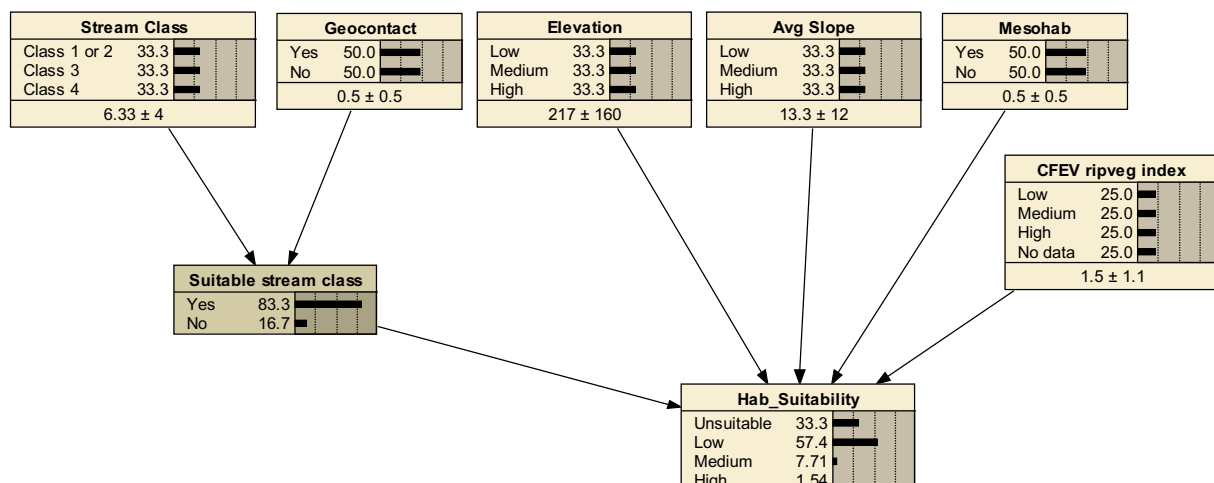 Stream Class
Class 1 or 2 33.3
Class 3 33.3
Class 4 33.3
6.33 ± 4
Geocontact
Yes 50.0
No 50.0
0.5 ± 0.5
Elevation
Low 33.3
Medium 33.3
High 33.3
217 ± 160
Avg Slope
Low 33.3
Medium 33.3
High 33.3
13.3 ± 12
Mesohab
Yes 50.0
No 50.0
0.5 ± 0.5
CFEV ripveg index
Low 25.0
Medium 25.0
High 25.0
No data 25.0
1.5 ± 1.1
Suitable stream class
Yes 83.3
No 16.7
Hab_Suitability
Unsuitable 33.3
Low 57.4
Medium 7.71
High 1.54